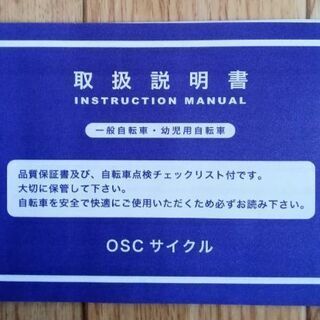 取扱説明書
INSTRUCTION MANUAL
一般自転車・幼児用自転車
品質保証書及び、自転車点検チェックリスト付です。
大切に保管して下さい。
自転車を安全で快適にご使用いただくため必ずお読み下さい。
OSCサイクル